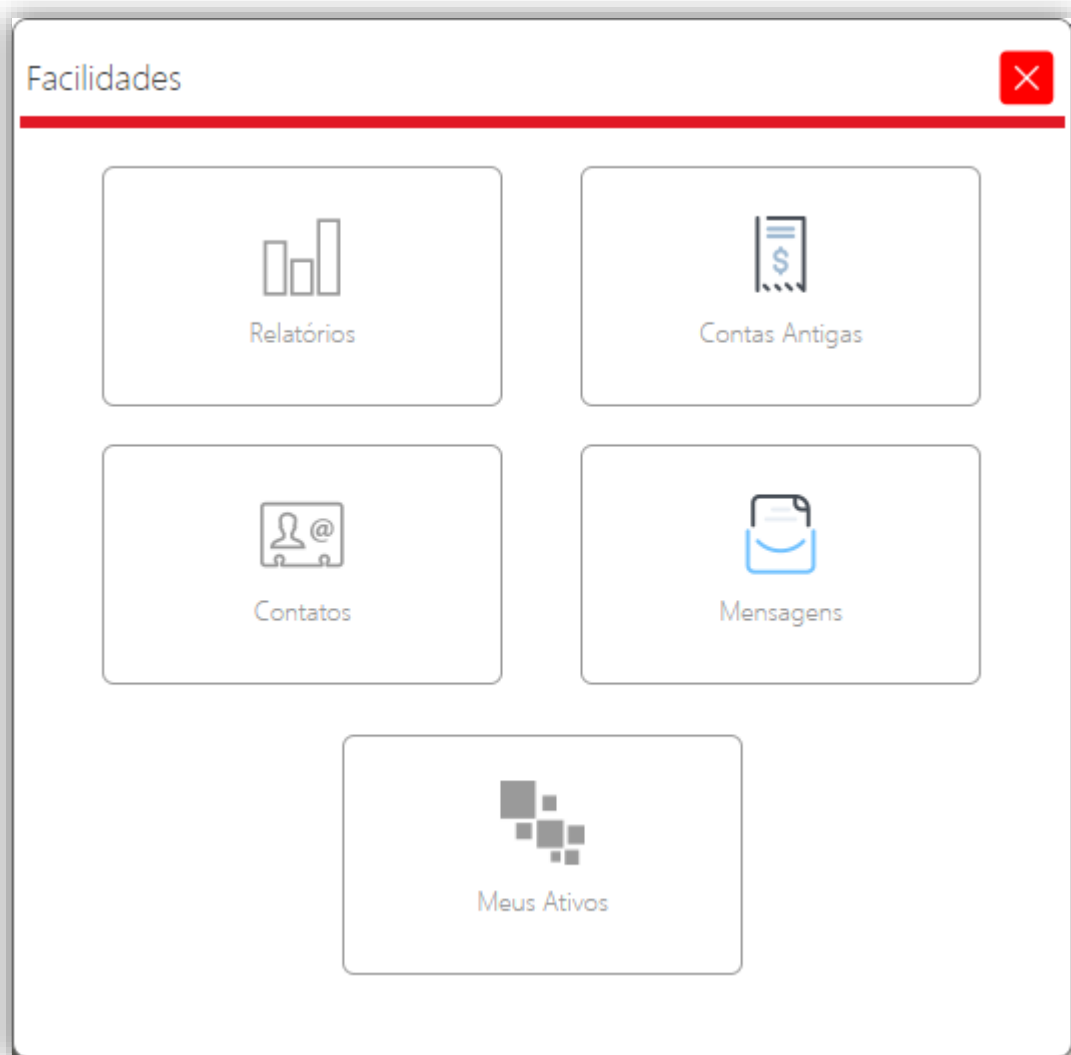 Facilidades
Relatórios
Contas Antigas
$
@
Contatos
Mensagens
Meus Ativos